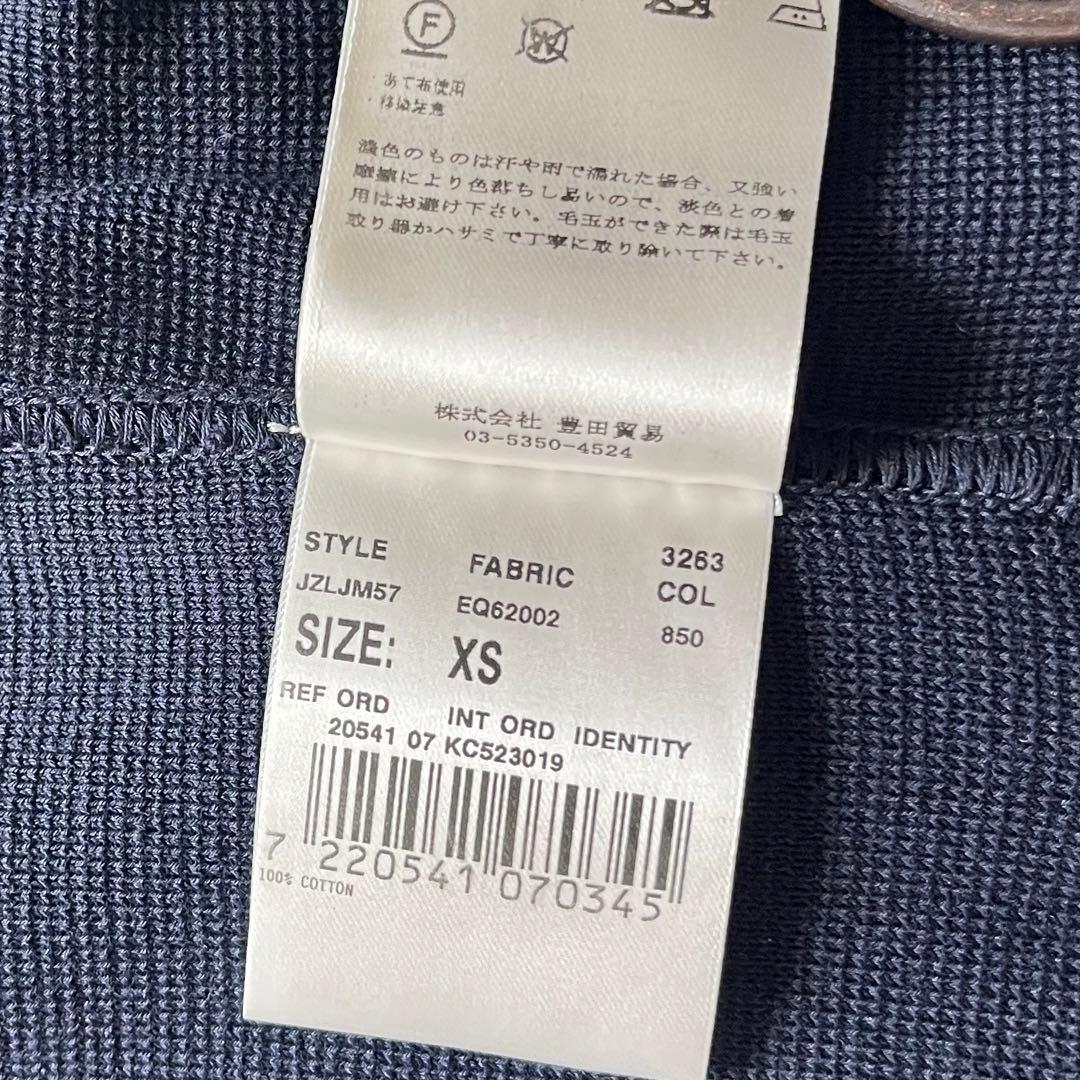 F
W
・あて布使用
・移染注意
濃色のものは汗や雨で濡れた場合、又強い
摩擦により色落ちし易いので、淡色との着
用はお避け下さい。毛玉ができた際は毛玉
取り器かハサミで丁寧に取り除いて下さい。
株式会社 豊田貿易
03-5350-4524
STYLE FABRIC 3263
JZLJM57 EQ62002 COL
850
SIZE: XS
REF ORD INT ORD IDENTITY
20541 07 KC523019
7 220541 070345
100% COTTON